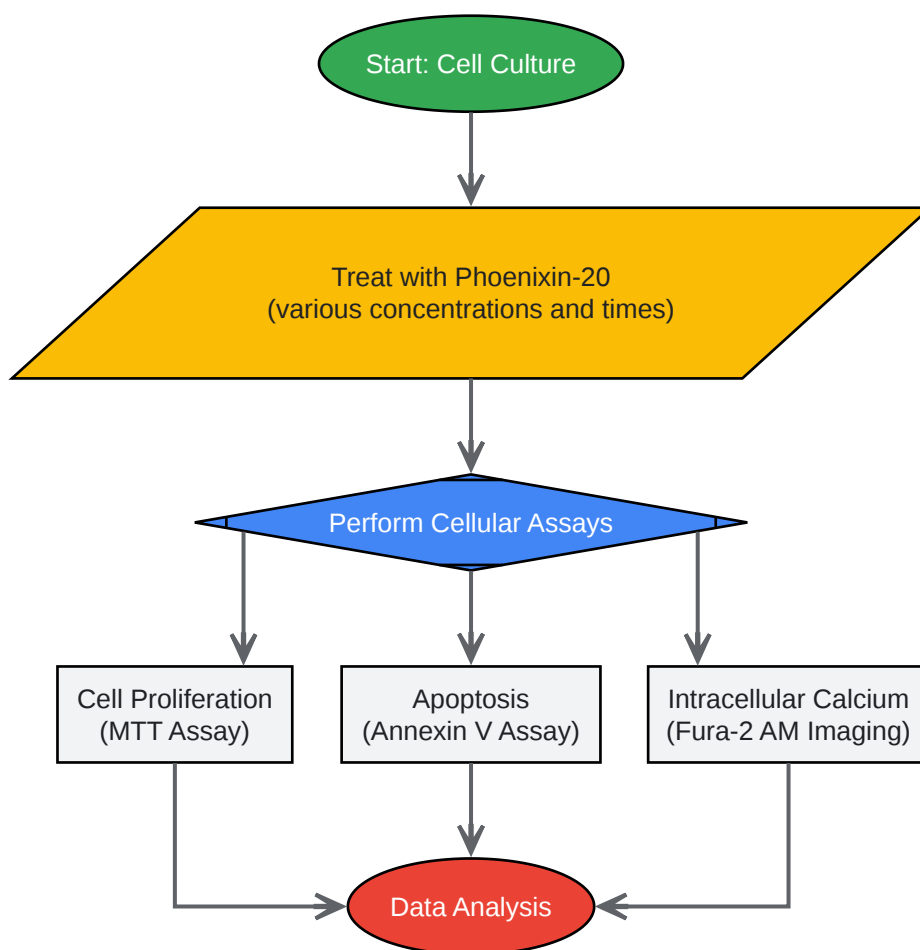 Start: Cell Culture
Treat with Phoenixin-20
(various concentrations and times)
Perform Cellular Assays
Cell Proliferation
(MTT Assay)
Apoptosis
(Annexin V Assay)
Intracellular Calcium
(Fura-2 AM Imaging)
Data Analysis